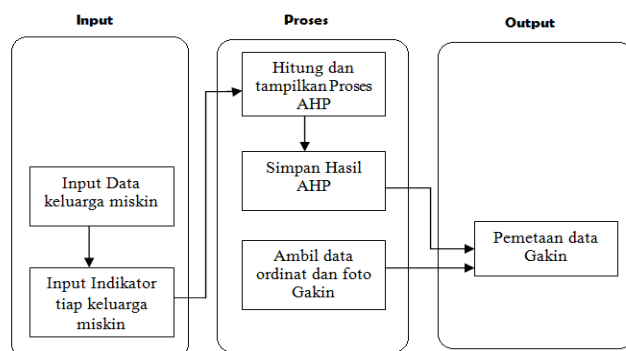 Input
Proses
Output
Input Data
keluarga miskin
Input Indikator
tiap keluarga
miskin
Hitung dan
tampilkan Proses
AHP
Simpan Hasil
AHP
Ambil data
ordinat dan foto
Gakin
Pemetaan data
Gakin